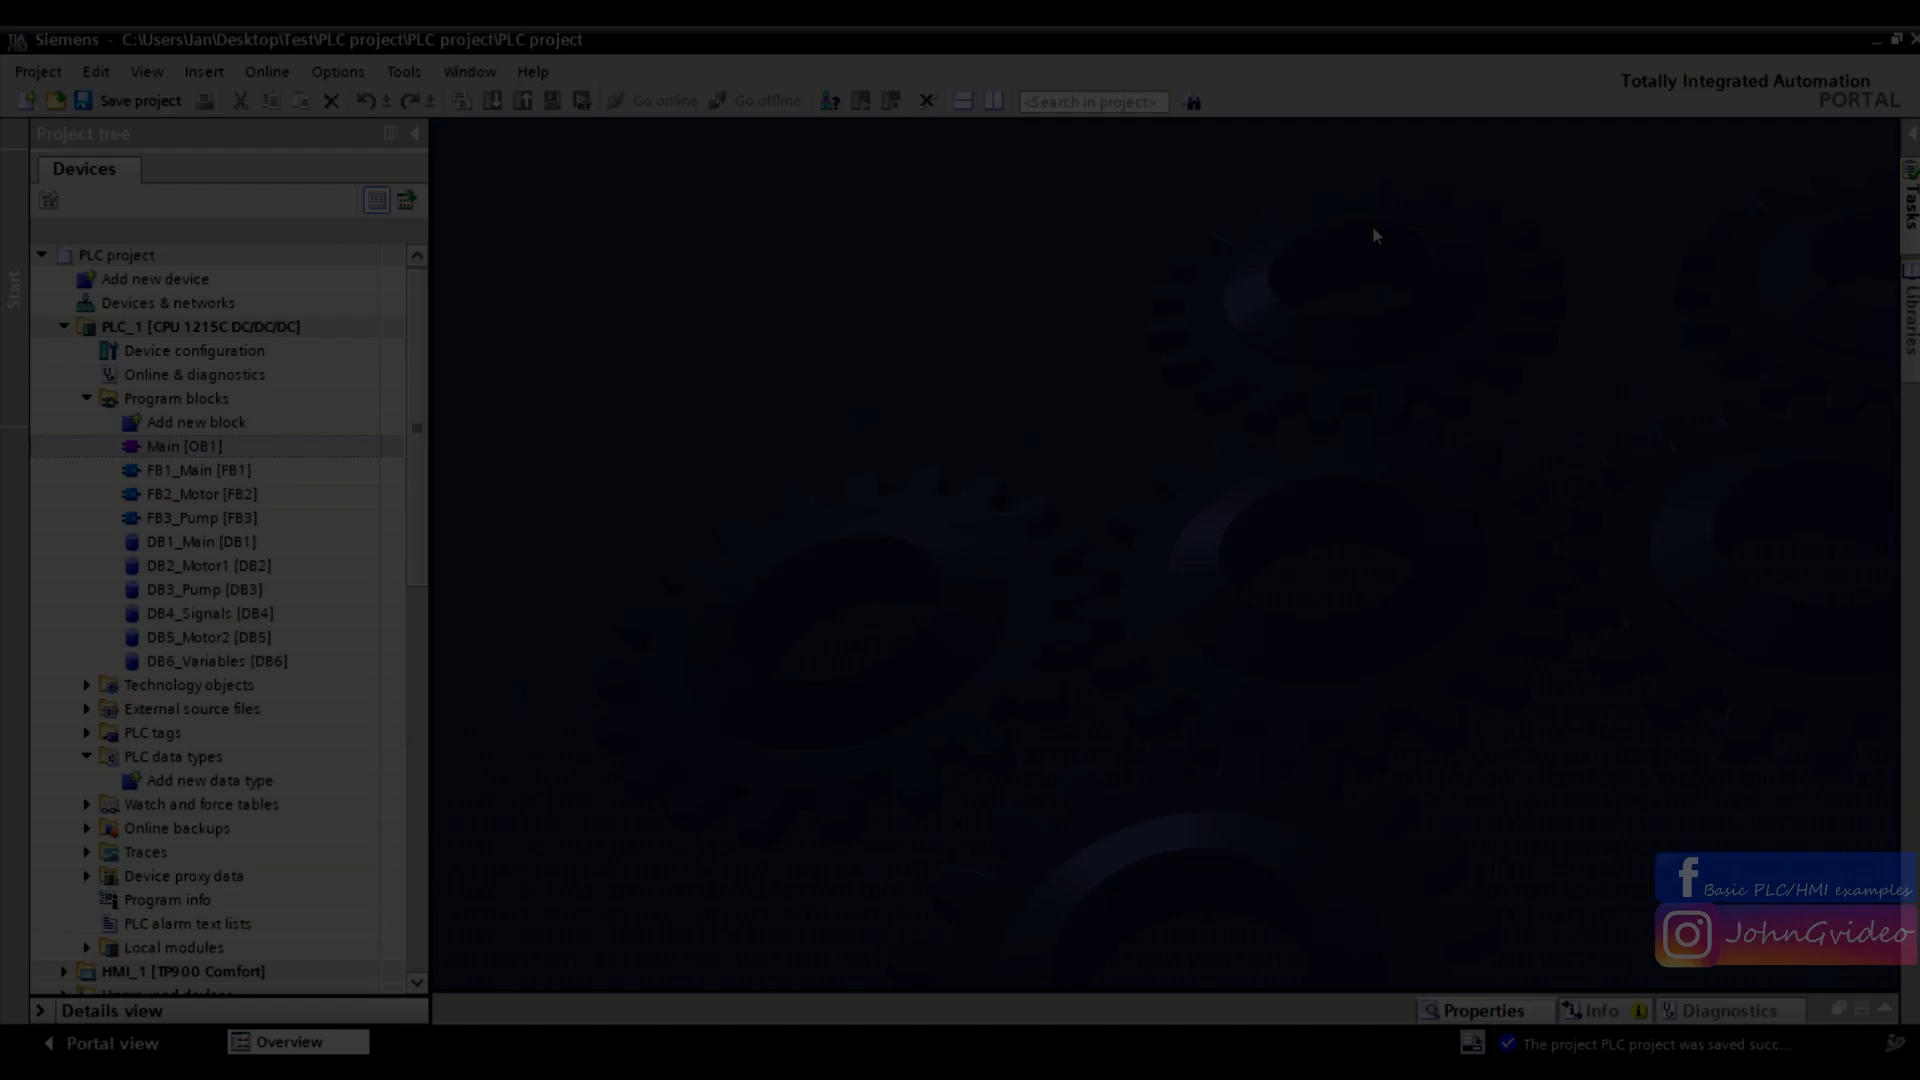 Siemens - C:\Users\Jan\Desktop\Test\PLC project\PLC project\PLC project
Project Edit View Insert Online Options Tools Window Help
Totally Integrated Automation
PORTAL
Save project
Go online
Go offline
<Search in project>
Project tree
Devices
Start
Tasks
Libraries
PLC project
Add new device
Devices & networks
PLC_1 [CPU 1215C DC/DC/DC]
Device configuration
Online & diagnostics
Program blocks
Add new block
Main [OB1]
FB1_Main [FB1]
FB2_Motor [FB2]
FB3_Pump [FB3]
DB1_Main [DB1]
DB2_Motor1 [DB2]
DB3_Pump [DB3]
DB4_Signals [DB4]
DB5_Motor2 [DB5]
DB6_Variables [DB6]
Technology objects
External source files
PLC tags
PLC data types
Add new data type
Watch and force tables
Online backups
Traces
Device proxy data
Program info
PLC alarm text lists
Local modules
HMI_1 [TP900 Comfort]
Basic PLC/HMI examples
JohnGvideo
Details view
Properties
Info
Diagnostics
Portal view
Overview
The project PLC project was saved succ...